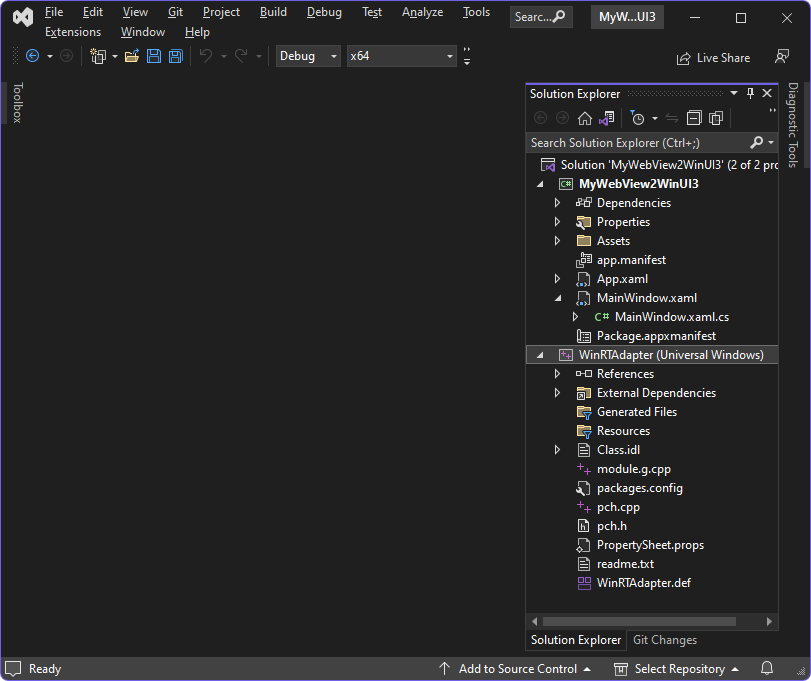 File Edit View Git Project Build Debug Test Analyze Tools Searc... MyW...UI3
Extensions Window Help
Debug x64 Live Share
Toolbox
Solution Explorer
Search Solution Explorer (Ctrl+;)
Solution 'MyWebView2WinUI3' (2 of 2 pro
C# MyWebView2WinUI3
Dependencies
Properties
Assets
app.manifest
App.xaml
MainWindow.xaml
C# MainWindow.xaml.cs
Package.appxmanifest
WinRTAdapter (Universal Windows)
References
External Dependencies
Generated Files
Resources
Class.idl
module.g.cpp
packages.config
pch.cpp
pch.h
PropertySheet.props
readme.txt
WinRTAdapter.def
Solution Explorer Git Changes
Diagnostic Tools
Ready Add to Source Control Select Repository